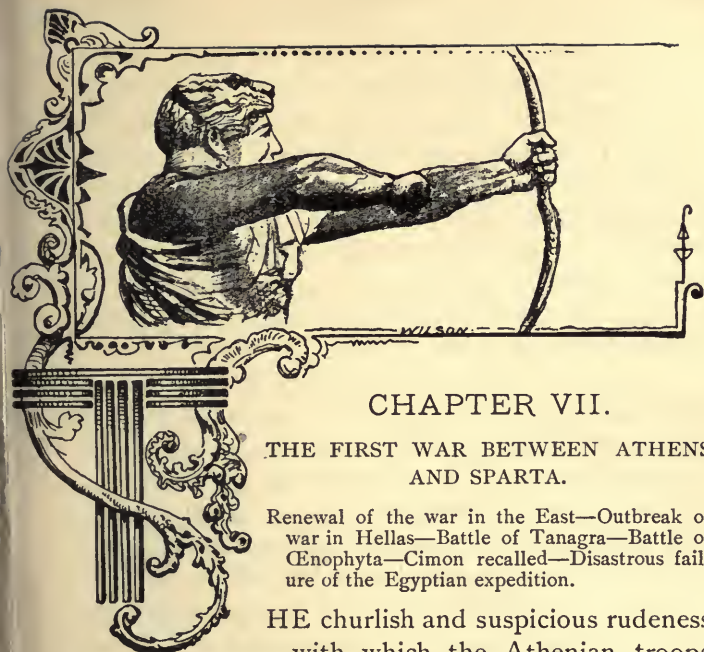 WILSON
CHAPTER VII.
THE FIRST WAR BETWEEN ATHENS
AND SPARTA.
Renewal of the war in the East—Outbreak o
war in Hellas—Battle of Tanagra—Battle o
Œnophyta—Cimon recalled—Disastrous fail
ure of the Egyptian expedition.
THE churlish and suspicious rudeness
with which the Athenian troops